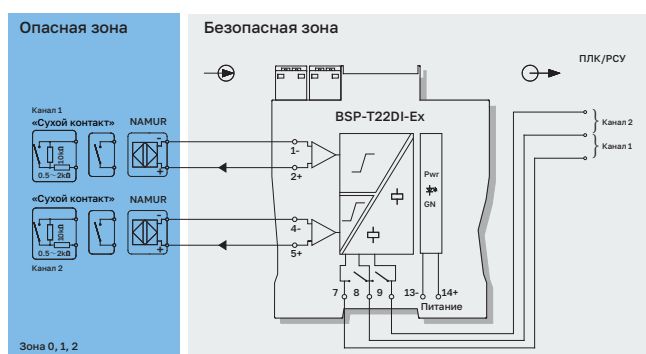 Опасная зона
Безопасная зона
ПЛК/РСУ
Канал 1
«Сухой контакт»
NAMUR
BSP-T22DI-Ex
Канал 2
Канал 1
10kΩ
0.5~2kΩ
-
+
1-
2+
Pwr
GN
«Сухой контакт»
NAMUR
10kΩ
0.5~2kΩ
-
+
4-
5+
Канал 2
7 8 9 13- 14+
Питание
Зона 0, 1, 2